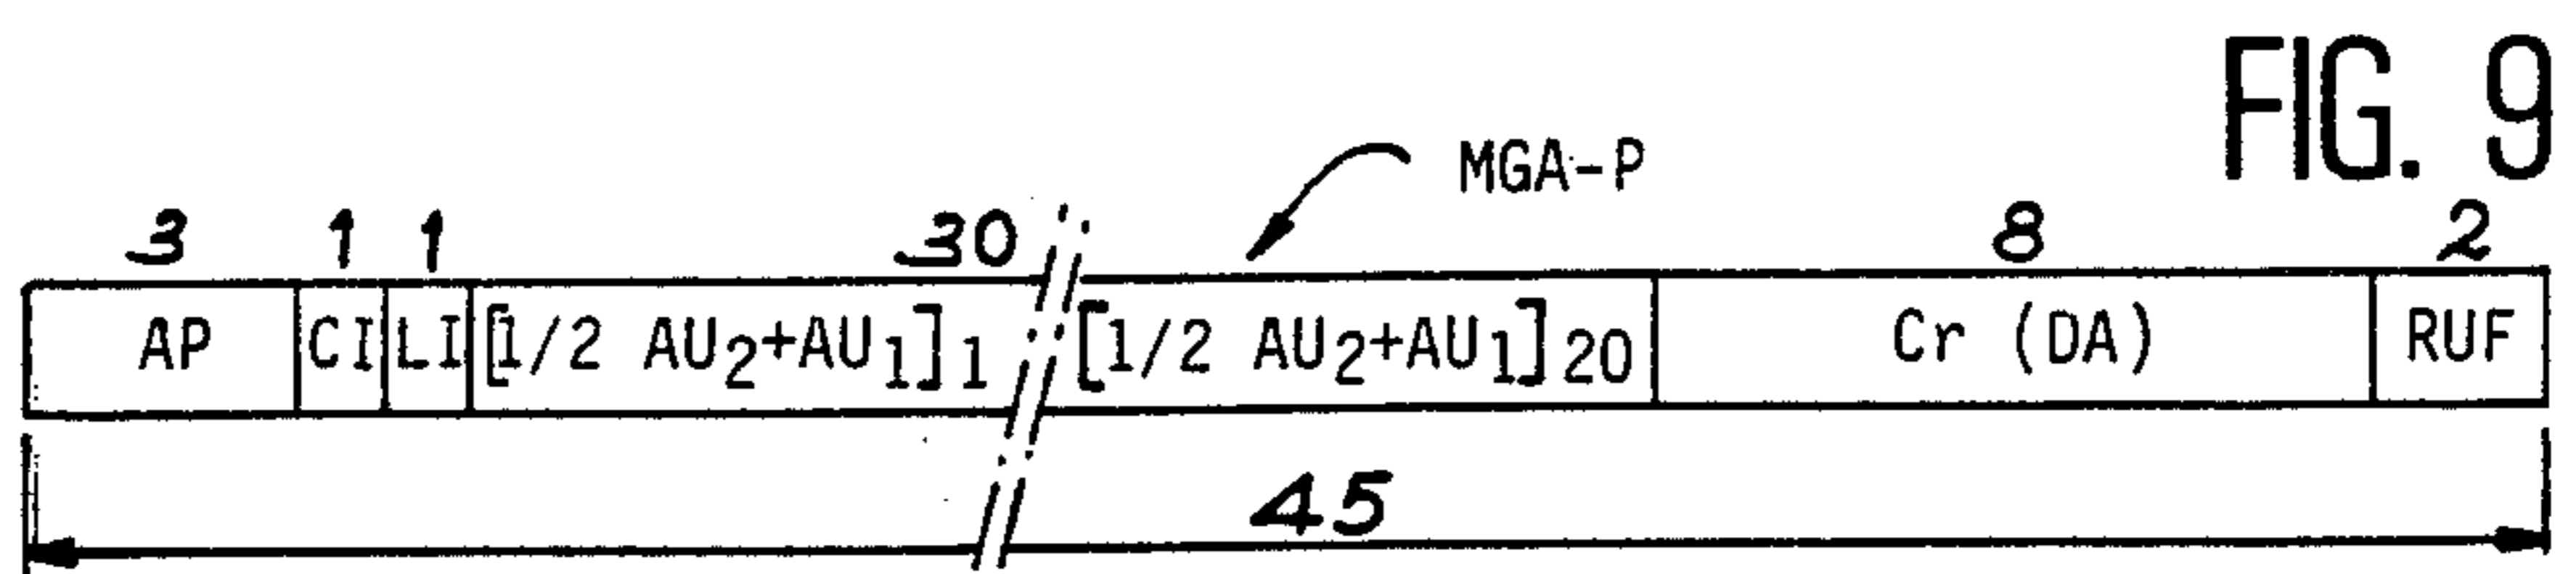 FIG. 9
MGA-P
3 1 1 30 8 2
AP CI LI [1/2 AU2+AU1]1 [1/2 AU2+AU1]20 Cr (DA) RUF
45